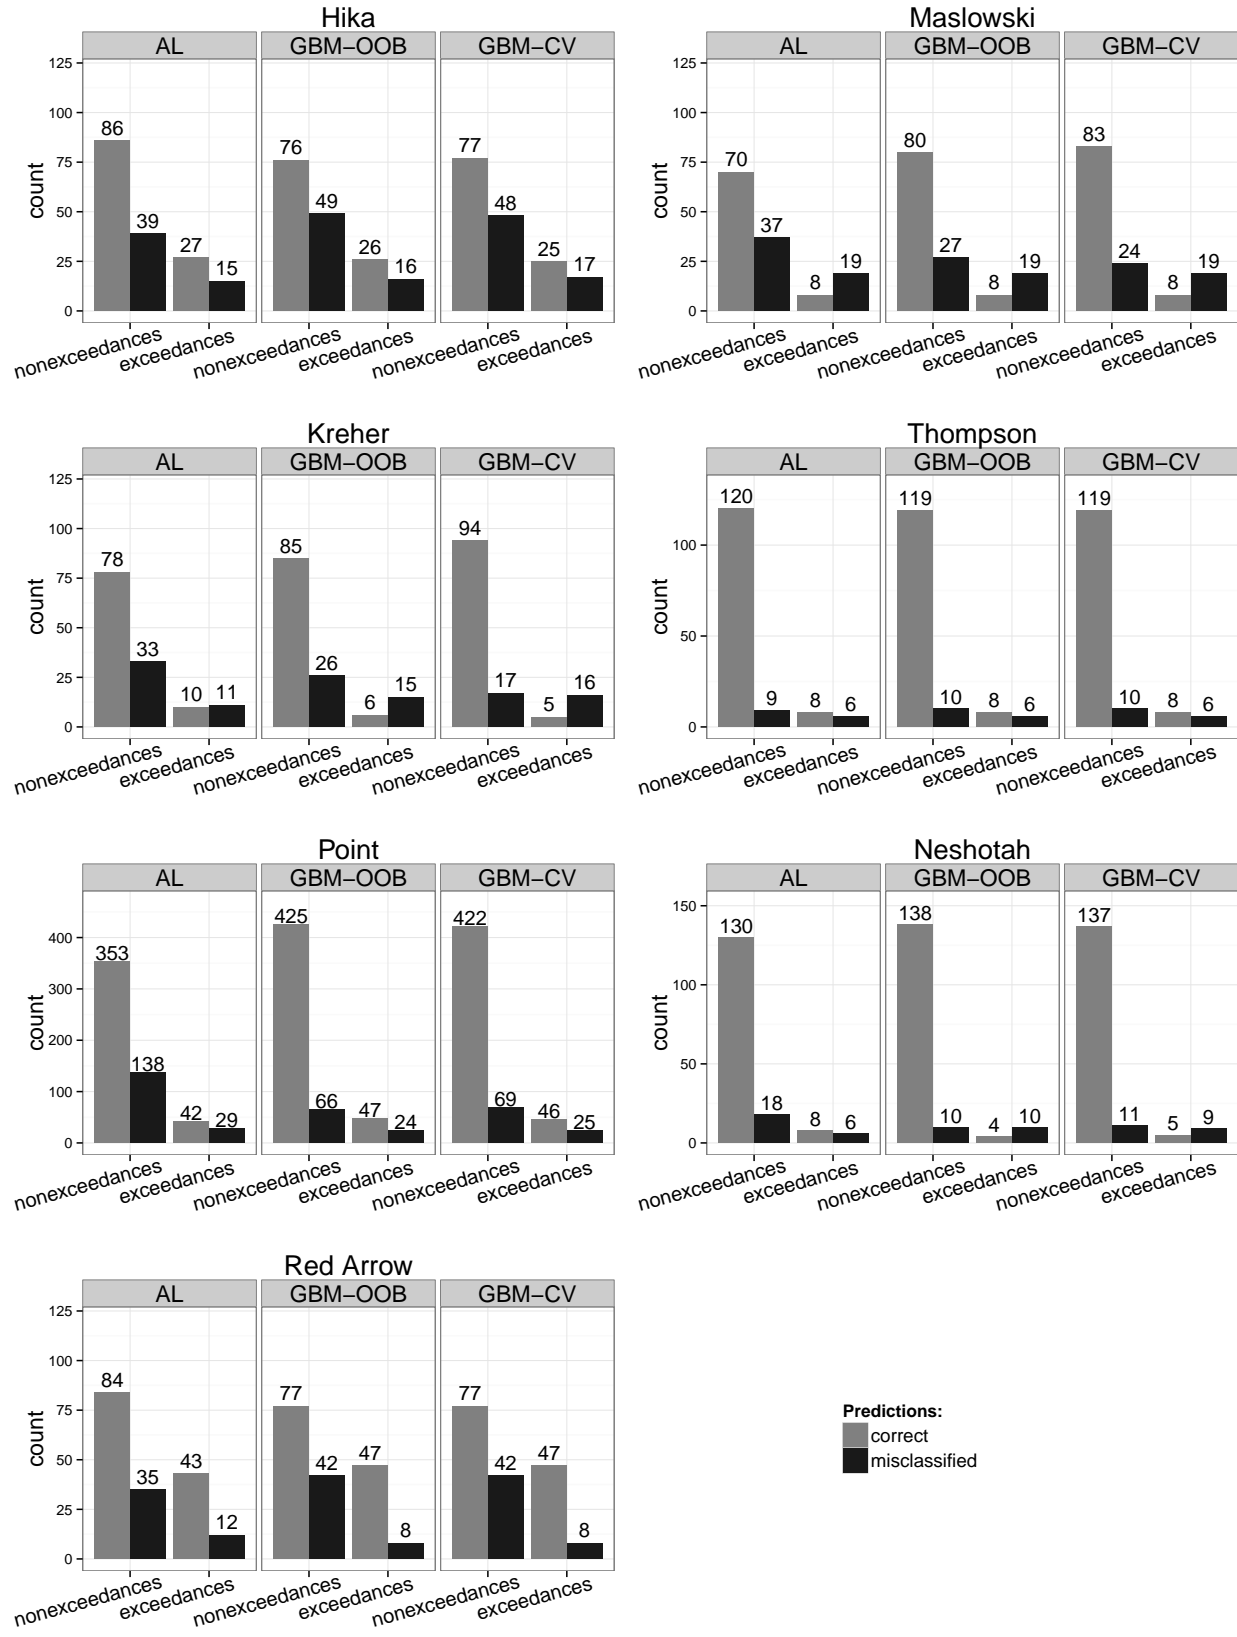 Hika
AL GBM−OOB GBM−CV
125
100
75
50
25
0
count
86 39 27 15 76 49 26 16 77 48 25 17
nonexceedances exceedances nonexceedances exceedances nonexceedances exceedances
Maslowski
AL GBM−OOB GBM−CV
125
100
75
50
25
0
count
70 37 8 19 80 27 8 19 83 24 8 19
nonexceedances exceedances nonexceedances exceedances nonexceedances exceedances
Kreher
AL GBM−OOB GBM−CV
125
100
75
50
25
0
count
78 33 10 11 85 26 6 15 94 17 5 16
nonexceedances exceedances nonexceedances exceedances nonexceedances exceedances
Thompson
AL GBM−OOB GBM−CV
100
50
0
count
120 9 8 6 119 10 8 6 119 10 8 6
nonexceedances exceedances nonexceedances exceedances nonexceedances exceedances
Point
AL GBM−OOB GBM−CV
400
300
200
100
0
count
353 138 42 29 425 66 47 24 422 69 46 25
nonexceedances exceedances nonexceedances exceedances nonexceedances exceedances
Neshotah
AL GBM−OOB GBM−CV
150
100
50
0
count
130 18 8 6 138 10 4 10 137 11 5 9
nonexceedances exceedances nonexceedances exceedances nonexceedances exceedances
Red Arrow
AL GBM−OOB GBM−CV
125
100
75
50
25
0
count
84 35 43 12 77 42 47 8 77 42 47 8
nonexceedances exceedances nonexceedances exceedances nonexceedances exceedances
Predictions:
correct
misclassified